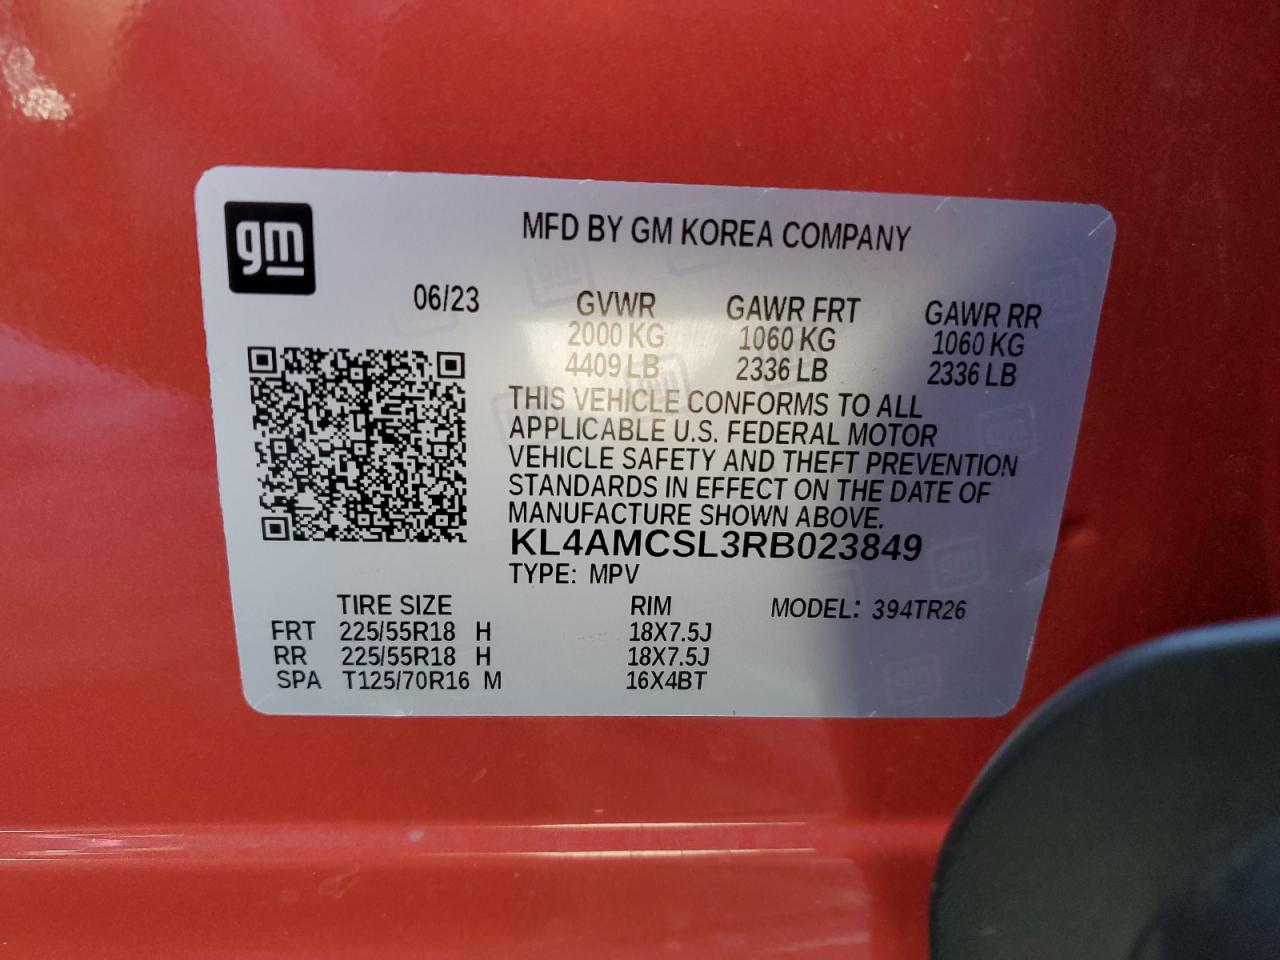 gm
MFD BY GM KOREA COMPANY
06/23
GVWR GAWR FRT GAWR RR
2000 KG 1060 KG 1060 KG
4409 LB 2336 LB 2336 LB
THIS VEHICLE CONFORMS TO ALL
APPLICABLE U.S. FEDERAL MOTOR
VEHICLE SAFETY AND THEFT PREVENTION
STANDARDS IN EFFECT ON THE DATE OF
MANUFACTURE SHOWN ABOVE.
KL4AMCSL3RB023849
TYPE: MPV
TIRE SIZE RIM MODEL: 394TR26
FRT 225/55R18 H 18X7.5J
RR 225/55R18 H 18X7.5J
SPA T125/70R16 M 16X4BT